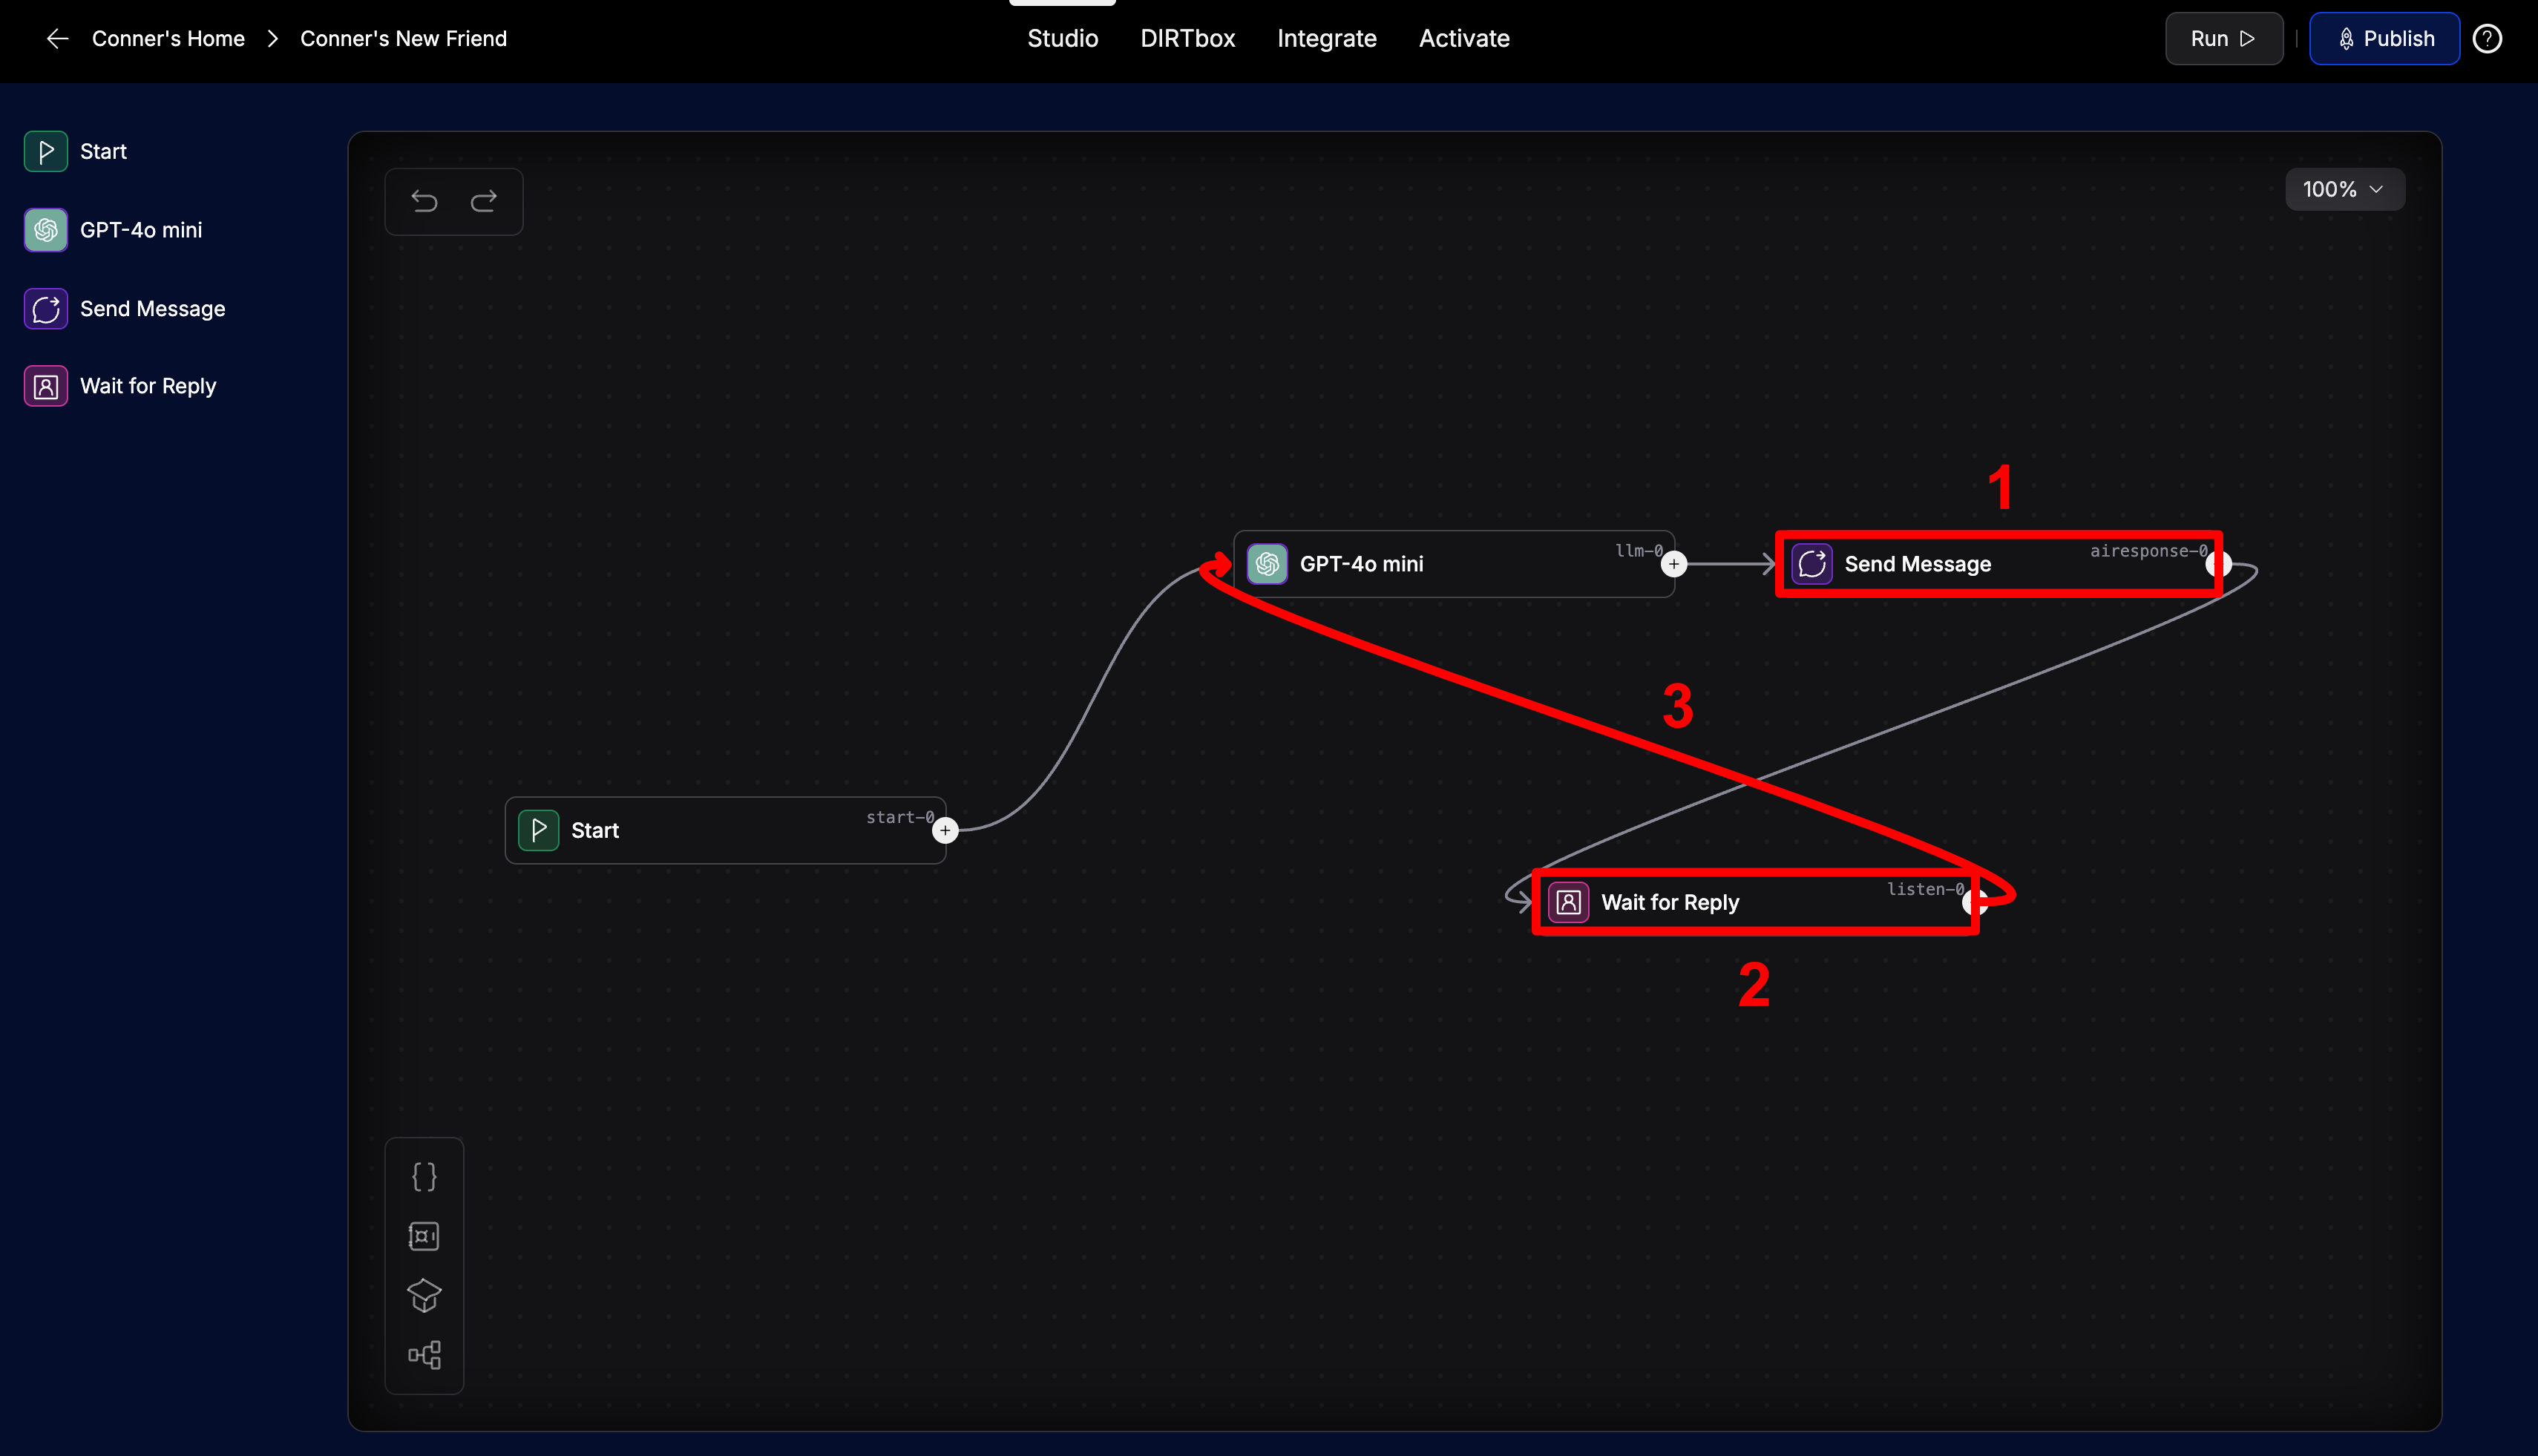 Conner's Home > Conner's New Friend
Studio DIRTbox Integrate Activate
Run
Publish
?
Start
GPT-4o mini
Send Message
Wait for Reply
100%
1
GPT-4o mini
llm-0
Send Message
airesponse-0
3
Start
start-0
Wait for Reply
listen-0
2
{}